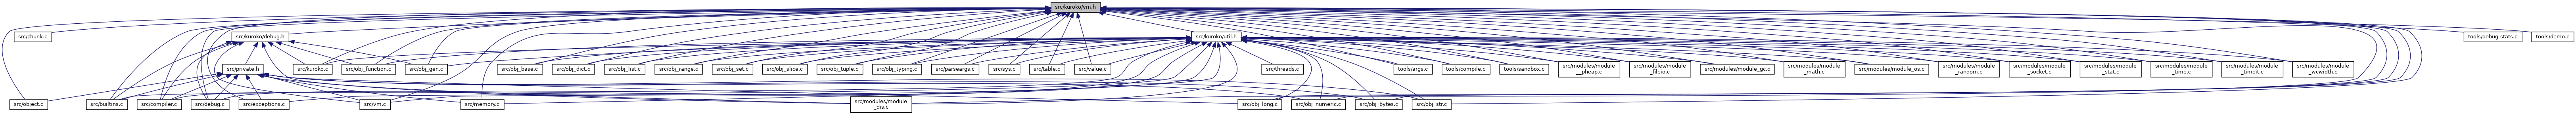 src/kuroko/vm.h
src/chunk.c
src/kuroko/debug.h
src/kuroko/util.h
tools/debug-stats.c
tools/demo.c
src/private.h
src/kuroko.c
src/obj_function.c
src/obj_gen.c
src/obj_base.c
src/obj_dict.c
src/obj_list.c
src/obj_range.c
src/obj_set.c
src/obj_slice.c
src/obj_tuple.c
src/obj_typing.c
src/parseargs.c
src/sys.c
src/table.c
src/value.c
src/threads.c
tools/args.c
tools/compile.c
tools/sandbox.c
src/modules/module
__pheap.c
src/modules/module
_fileio.c
src/modules/module_gc.c
src/modules/module
_math.c
src/modules/module_os.c
src/modules/module
_random.c
src/modules/module
_socket.c
src/modules/module
_stat.c
src/modules/module
_time.c
src/modules/module
_timeit.c
src/modules/module
_wcwidth.c
src/object.c
src/builtins.c
src/compiler.c
src/debug.c
src/exceptions.c
src/vm.c
src/memory.c
src/modules/module
_dis.c
src/obj_long.c
src/obj_numeric.c
src/obj_bytes.c
src/obj_str.c